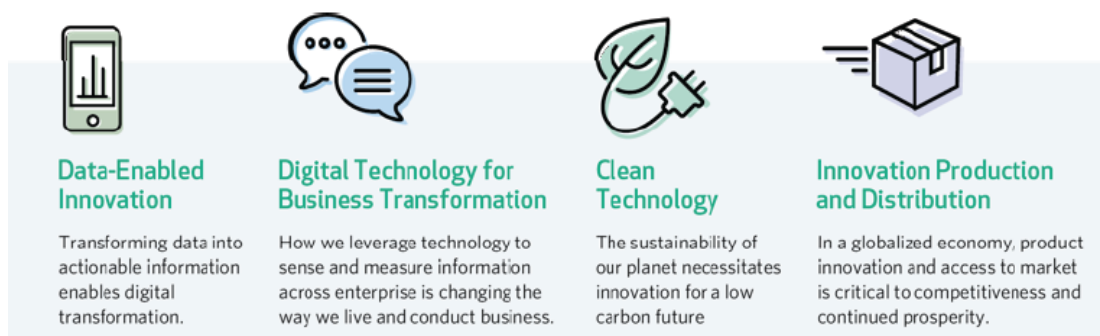 Data-Enabled
Innovation
Transforming data into
actionable information
enables digital
transformation.
Digital Technology for
Business Transformation
How we leverage technology to
sense and measure information
across enterprise is changing the
way we live and conduct business.
Clean
Technology
The sustainability of
our planet necessitates
innovation for a low
carbon future
Innovation Production
and Distribution
In a globalized economy, product
innovation and access to market
is critical to competitiveness and
continued prosperity.